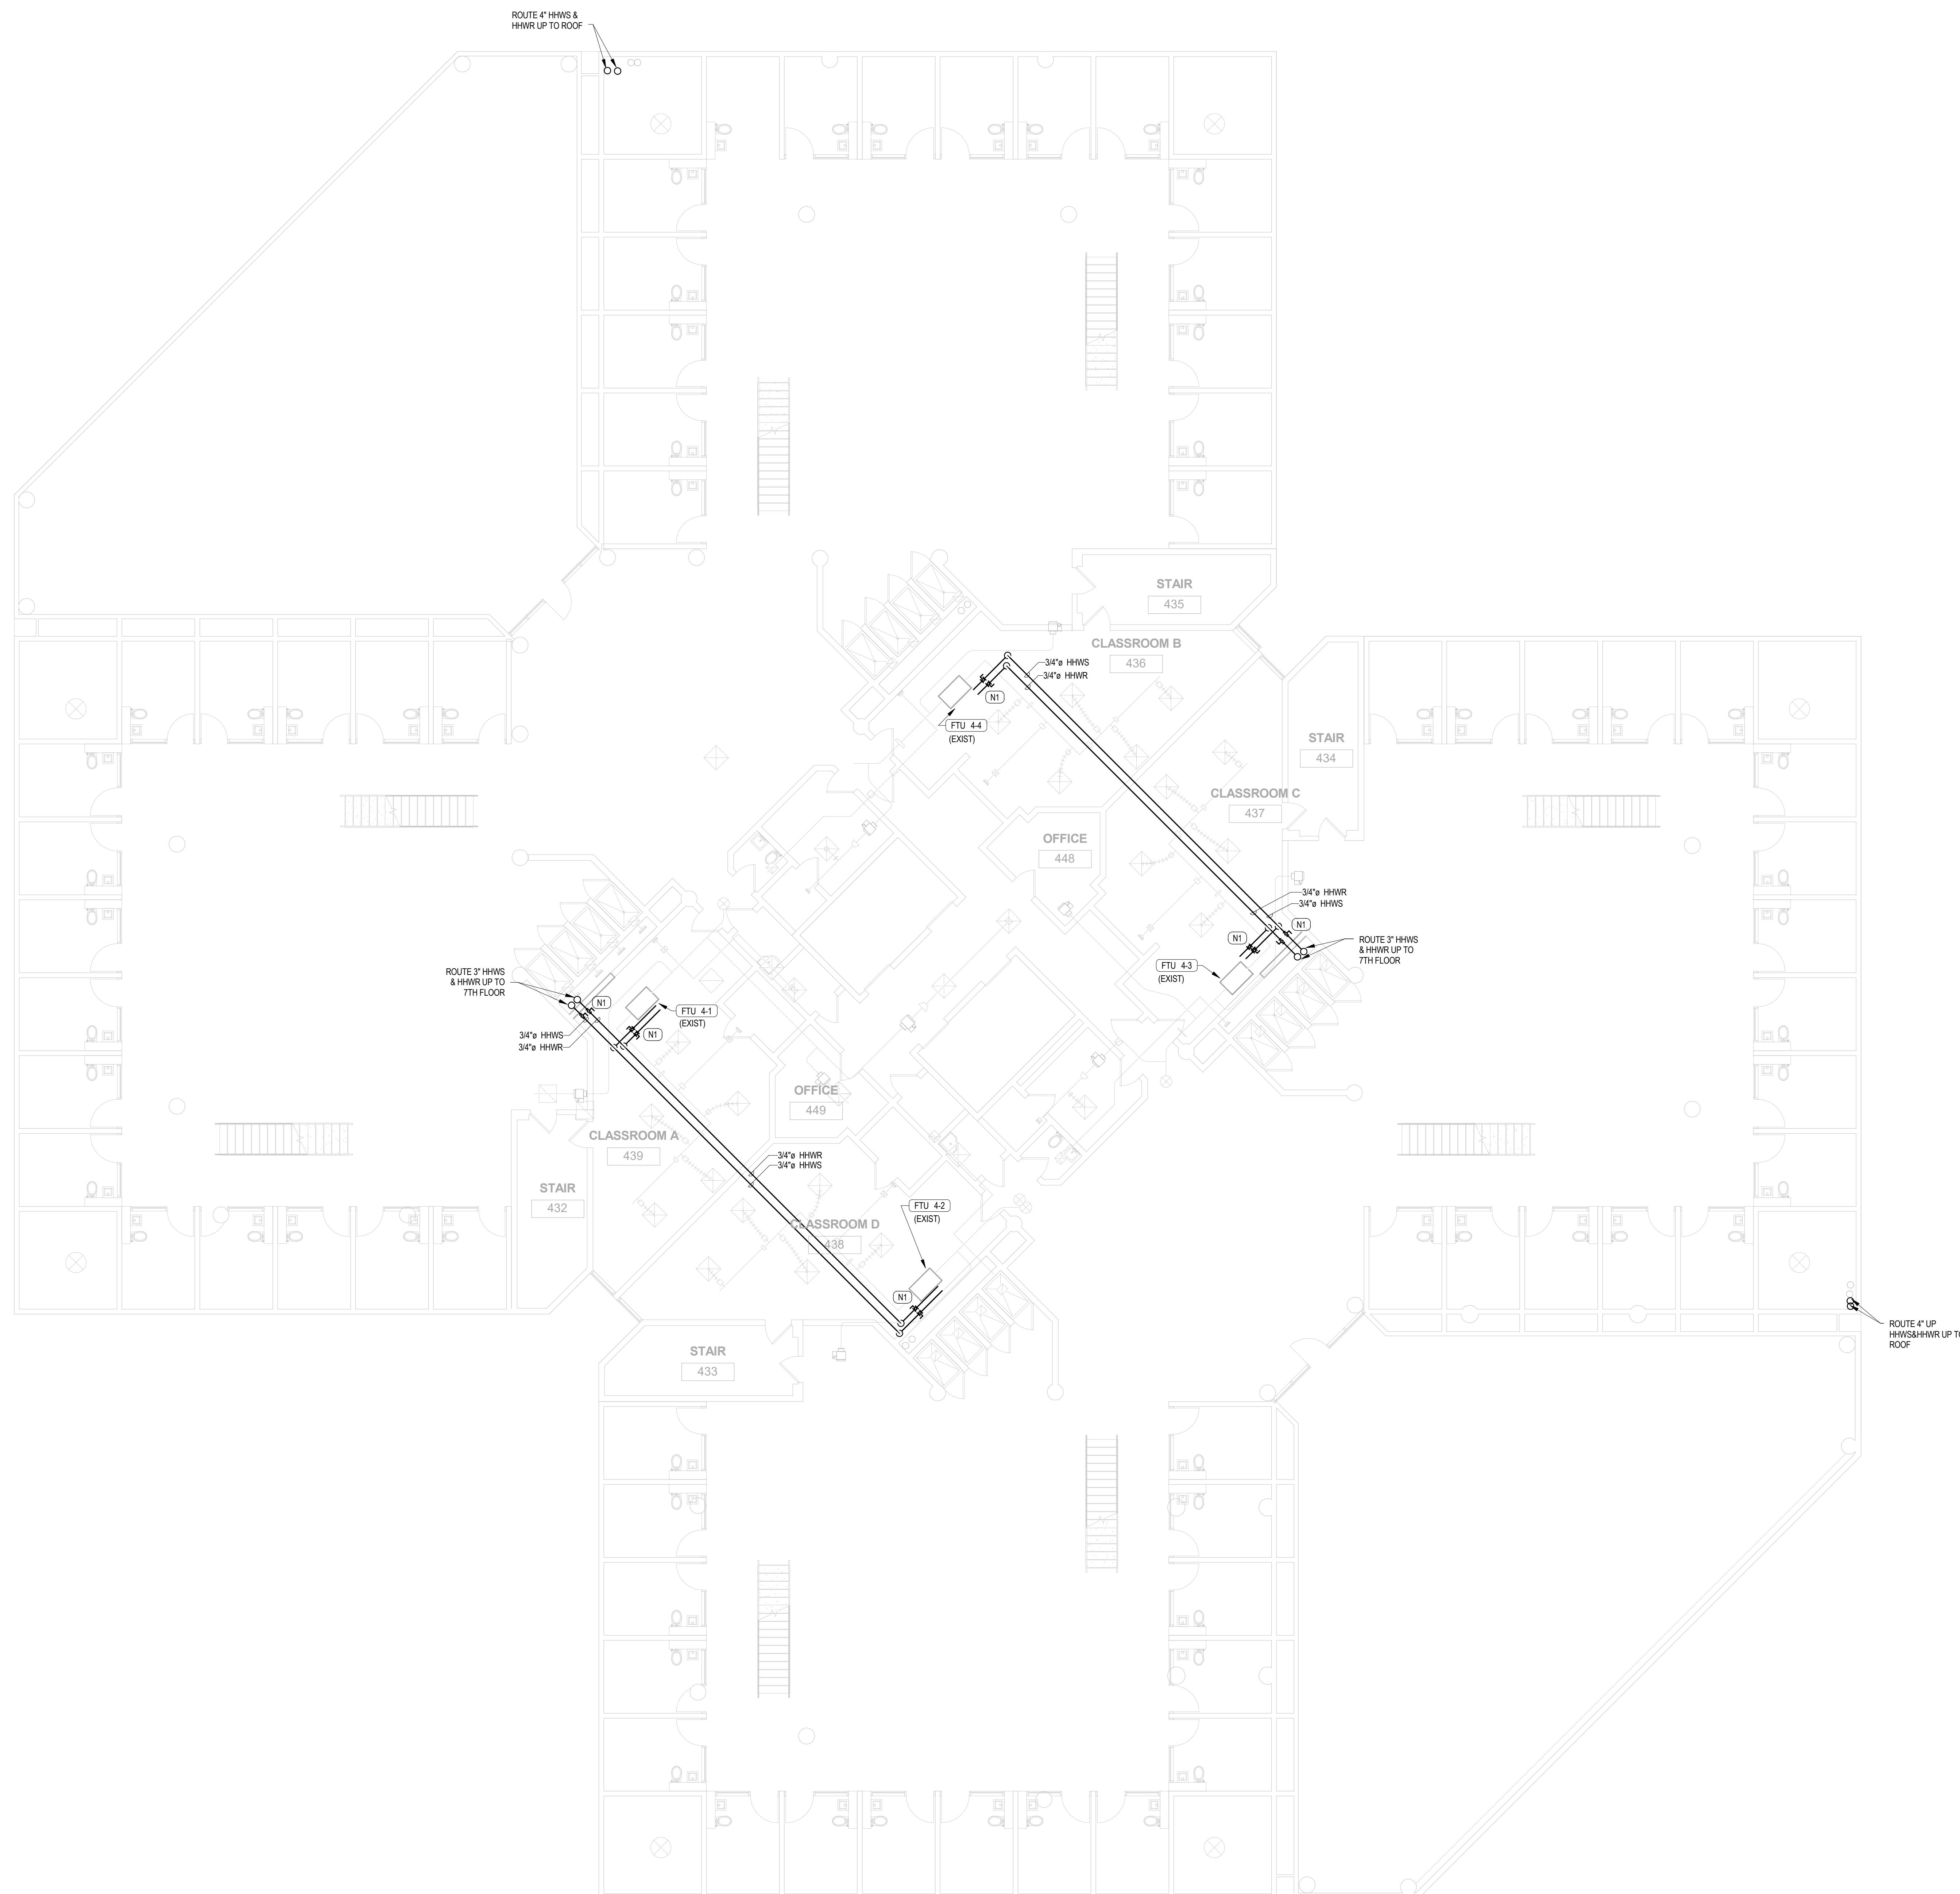 ROUTE 4" HHWS &
HHWR UP TO ROOF
STAIR
435
CLASSROOM B
436
3/4"ø HHWS
3/4"ø HHWR
N1
FTU 4-4
(EXIST)
STAIR
434
CLASSROOM C
437
OFFICE
448
3/4"ø HHWR
3/4"ø HHWS
N1
N1
ROUTE 3" HHWS
& HHWR UP TO
7TH FLOOR
FTU 4-3
(EXIST)
ROUTE 3" HHWS
& HHWR UP TO
7TH FLOOR
N1
FTU 4-1
(EXIST)
N1
3/4"ø HHWS
3/4"ø HHWR
OFFICE
449
CLASSROOM A
439
3/4"ø HHWR
3/4"ø HHWS
STAIR
432
FTU 4-2
(EXIST)
CLASSROOM D
438
N1
STAIR
433
ROUTE 4" UP
HHWS&HHWR UP TO
ROOF